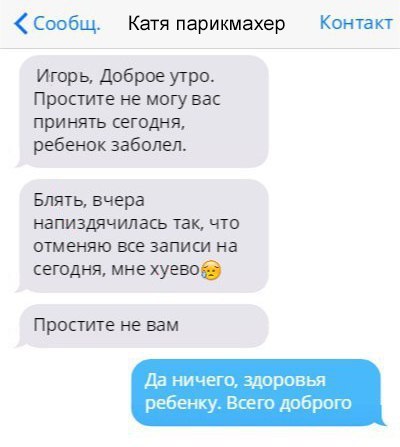 Сообщ. Катя парикмахер Контакт
Игорь, Доброе утро.
Простите не могу вас
принять сегодня,
ребенок заболел.
Блять, вчера
напиздячилась так, что
отменяю все записи на
сегодня, мне хуево😥
Простите не вам
Да ничего, здоровья
ребенку. Всего доброго